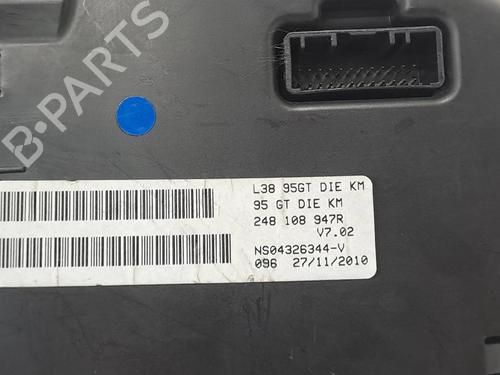 B-PARTS
L38 95GT DIE KM
95 GT DIE KM
248 108 947R
V7.02
NS04326344-V
096 27/11/2010